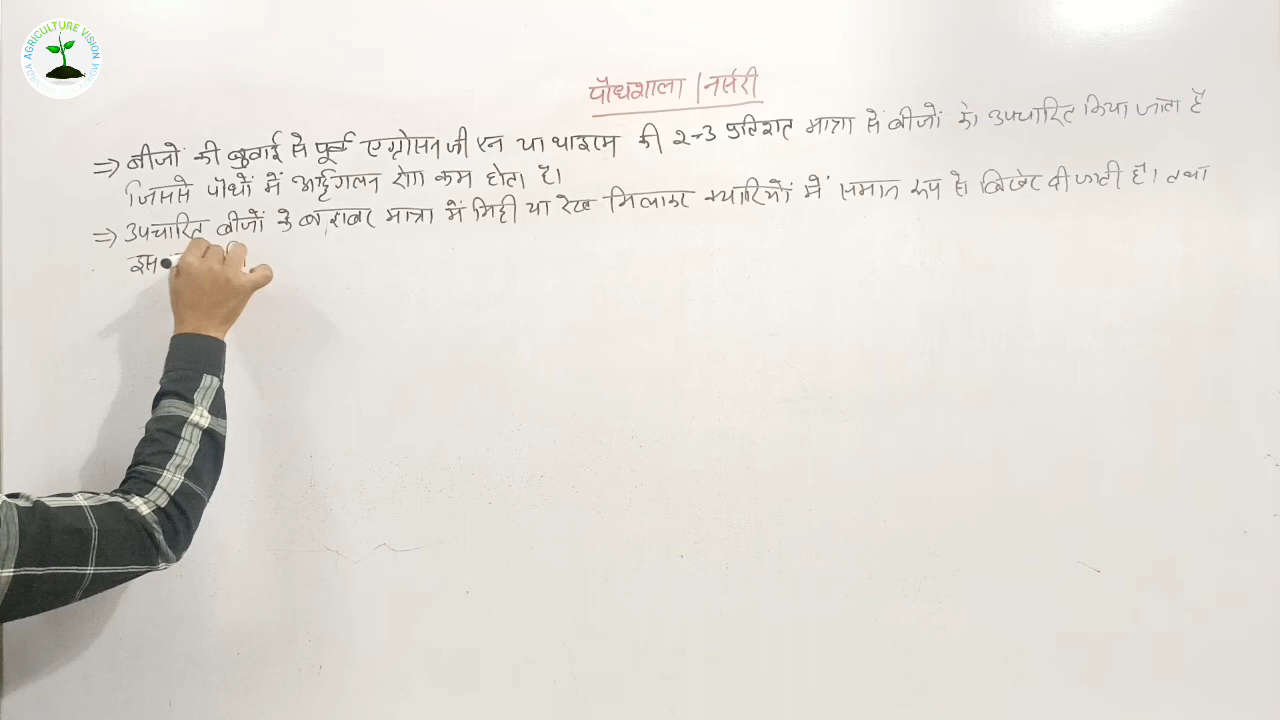 AGRICULTURE VISION
पौधशाला / नर्सरी
⇒ बीजों की बुवाई से पूर्व एग्रोसन जी एन या थाइरम की 2-3 प्रतिशत मात्रा से बीजों को उपचारित किया जाता है
जिससे पौधों में आर्द्रगलन रोग कम होता है।
⇒ उपचारित बीजों के बराबर मात्रा में मिट्टी या रेत मिलाकर क्यारियों में समान रूप से बिखेर दी जाती है। तथा
इस